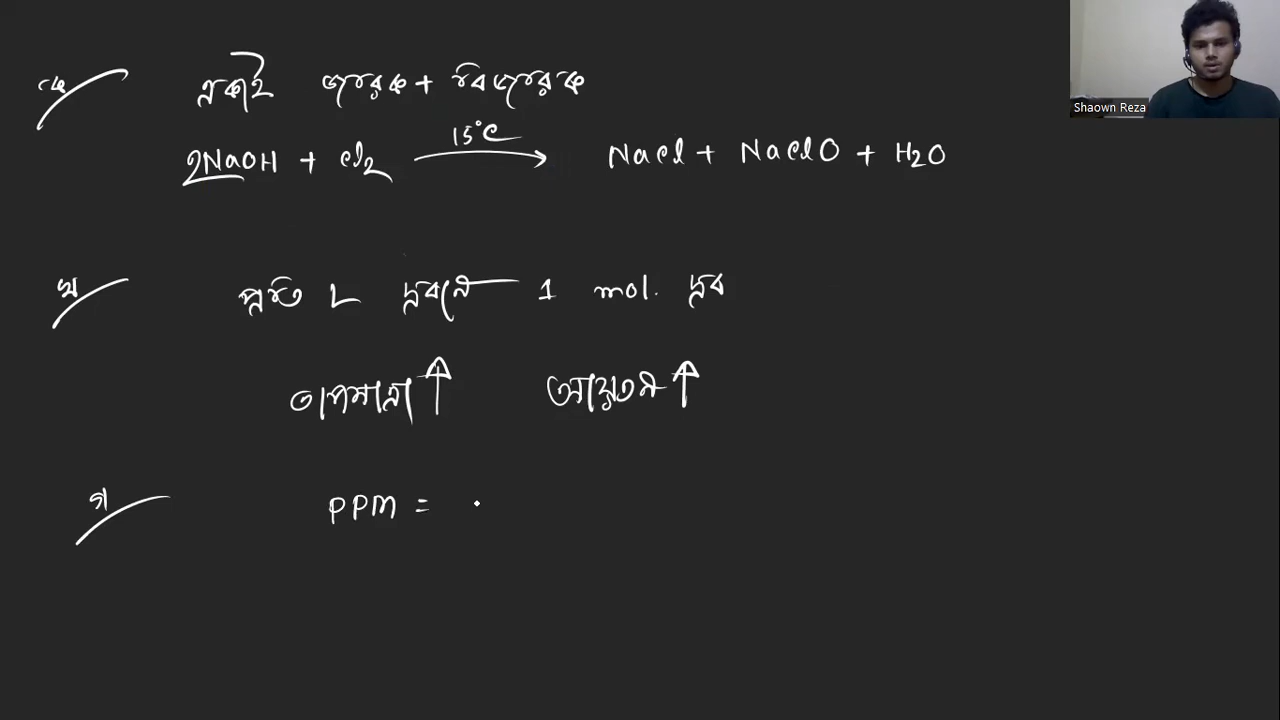 ক একই জারক + বিজারক
2NaOH + Cl2 15°C → NaCl + NaClO + H2O
খ প্রতি L দ্রবনে 1 mol. দ্রব
তাপমাত্রা ↑ আয়তন ↑
গ PPM =
Shaown Reza